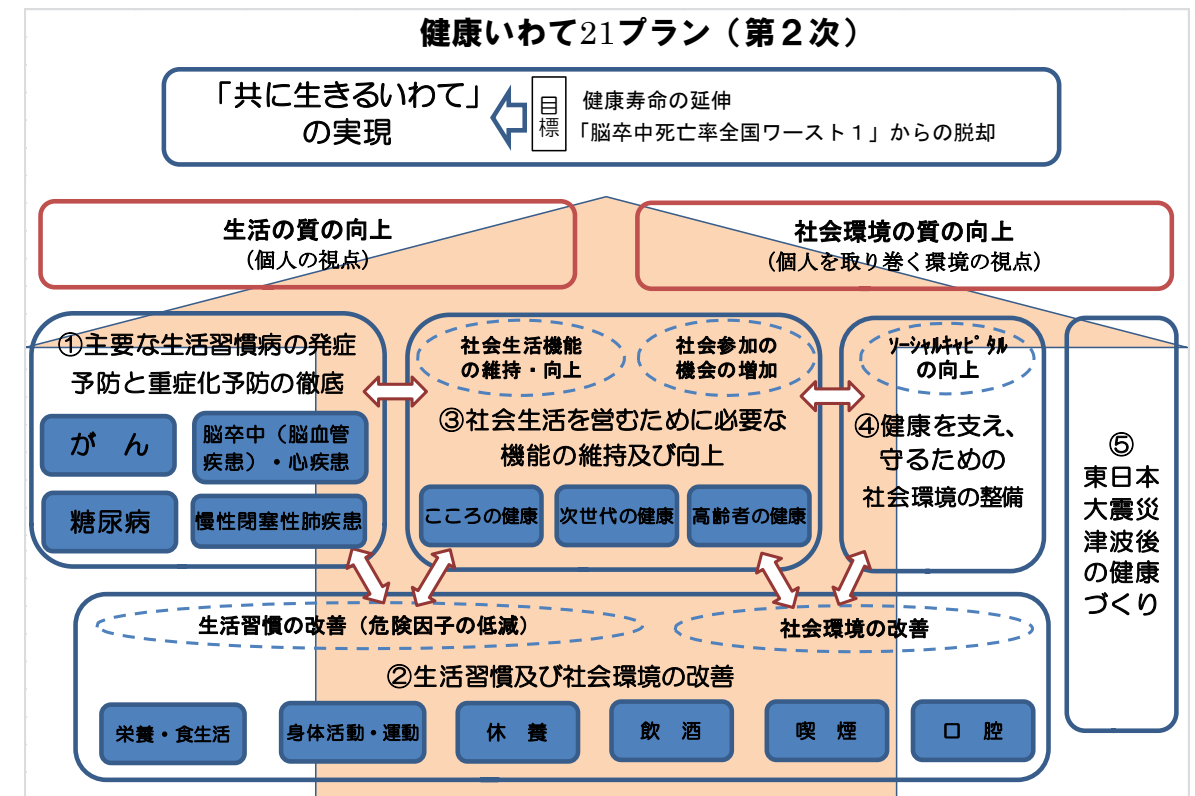 健康いわて21プラン（第２次）
「共に生きるいわて」
の実現
目標
健康寿命の延伸
「脳卒中死亡率全国ワースト１」からの脱却
生活の質の向上
（個人の視点）
社会環境の質の向上
（個人を取り巻く環境の視点）
①主要な生活習慣病の発症
予防と重症化予防の徹底
がん
脳卒中（脳血管
疾患）・心疾患
糖尿病
慢性閉塞性肺疾患
社会生活機能
の維持・向上
社会参加の
機会の増加
③社会生活を営むために必要な
機能の維持及び向上
こころの健康
次世代の健康
高齢者の健康
ｿｰｼｬﾙｷｬﾋﾟﾀﾙ
の向上
④健康を支え、
守るための
社会環境の整備
⑤
東日本
大震災
津波後
の健康
づくり
生活習慣の改善（危険因子の低減）
社会環境の改善
②生活習慣及び社会環境の改善
栄養・食生活
身体活動・運動
休　養
飲　酒
喫　煙
口　腔